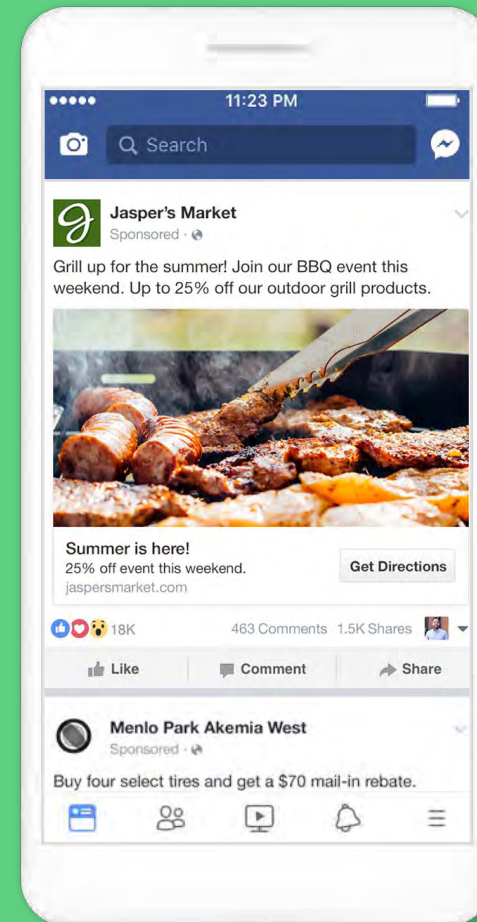 11:23 PM
Search
Jasper's Market
Sponsored ·
Grill up for the summer! Join our BBQ event this
weekend. Up to 25% off our outdoor grill products.
Summer is here!
25% off event this weekend.
jaspersmarket.com
Get Directions
18K
463 Comments 1.5K Shares
Like
Comment
Share
Menlo Park Akemia West
Sponsored ·
Buy four select tires and get a $70 mail-in rebate.